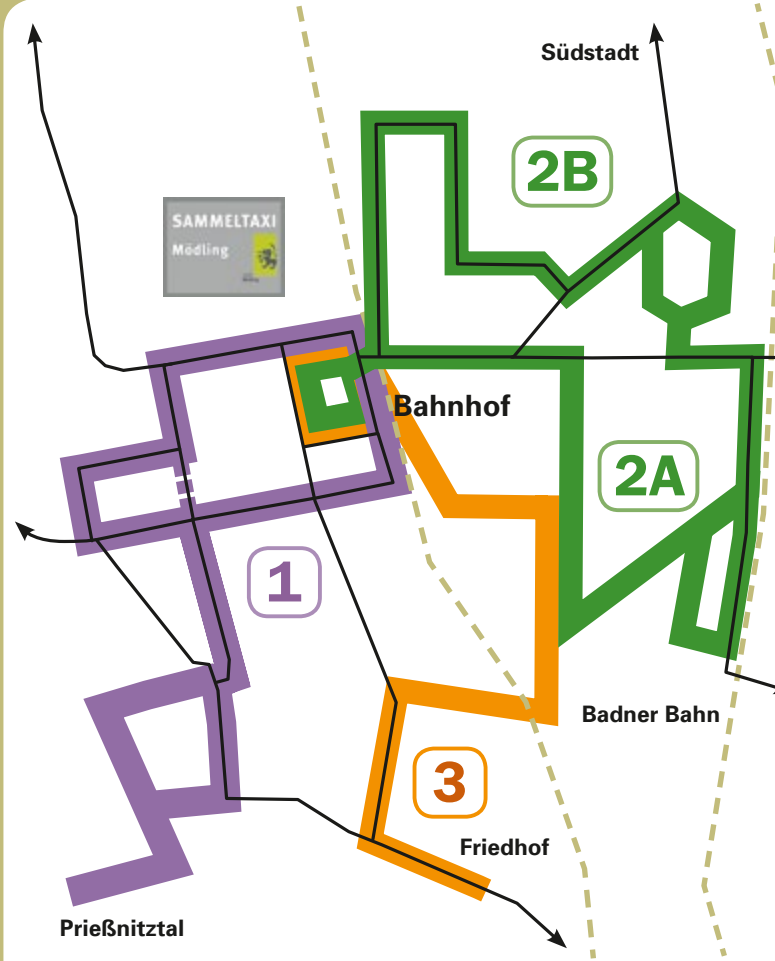 Südstadt
2B
SAMMELTAXI
Mödling
Bahnhof
2A
1
Badner Bahn
3
Friedhof
Prießnitztal